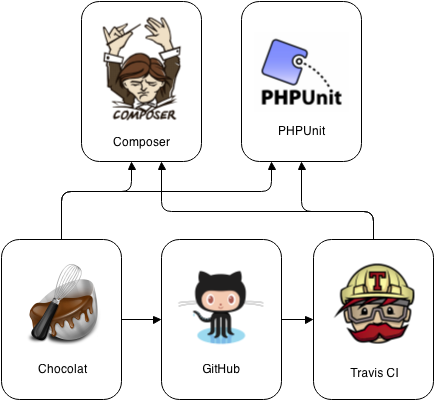 COMPOSER
Composer
PHPUnit
PHPUnit
T
Chocolat
GitHub
Travis CI